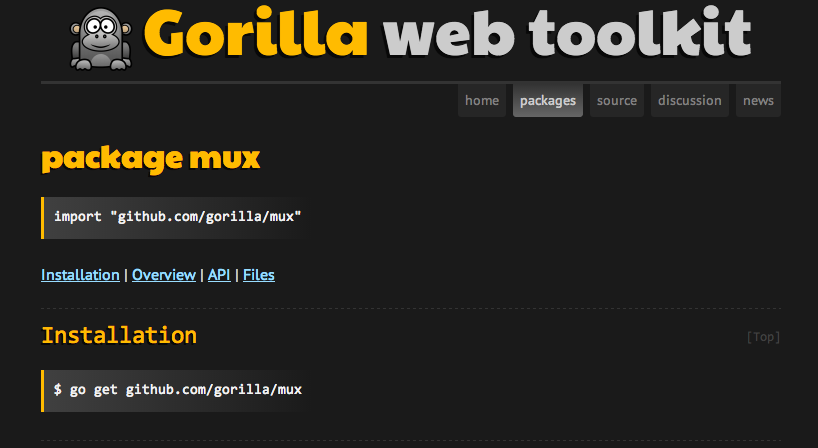 Gorilla web toolkit
home packages source discussion news
package mux
import "github.com/gorilla/mux"
Installation | Overview | API | Files
Installation [Top]
$ go get github.com/gorilla/mux